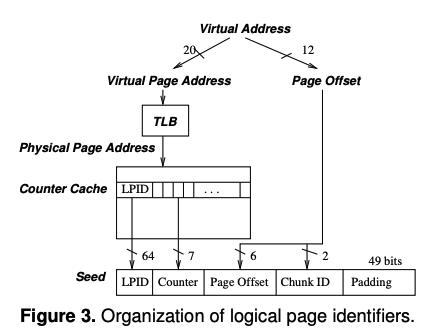 Virtual Address
20 12
Virtual Page Address Page Offset
TLB
Physical Page Address
Counter Cache LPID ...
64 7 6 2 49 bits
Seed LPID Counter Page Offset Chunk ID Padding
Figure 3. Organization of logical page identifiers.